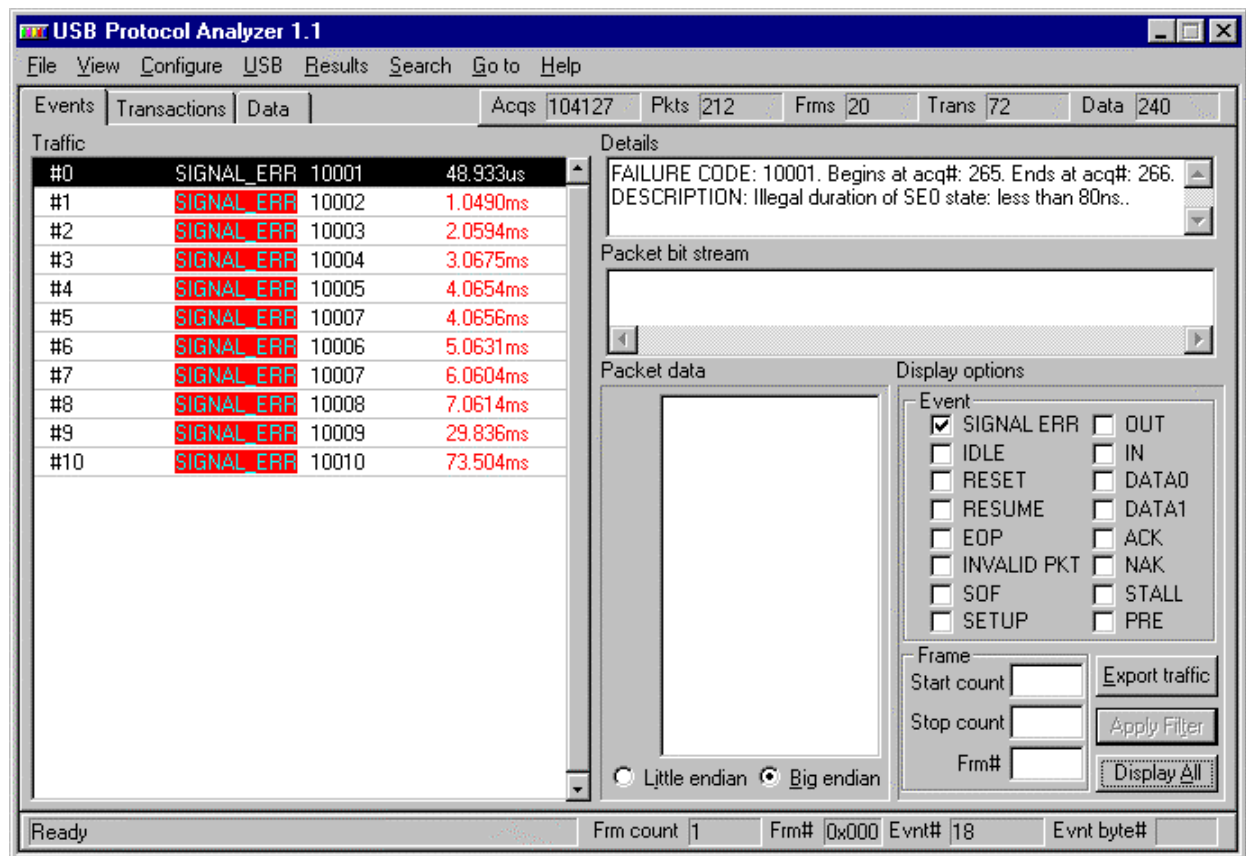 USB Protocol Analyzer 1.1
File View Configure USB Results Search Go to Help
Events Transactions Data Acqs 104127 Pkts 212 Frms 20 Trans 72 Data 240
Traffic
#0 SIGNAL_ERR 10001 48.933us
#1 SIGNAL_ERR 10002 1.0490ms
#2 SIGNAL_ERR 10003 2.0594ms
#3 SIGNAL_ERR 10004 3.0675ms
#4 SIGNAL_ERR 10005 4.0654ms
#5 SIGNAL_ERR 10007 4.0656ms
#6 SIGNAL_ERR 10006 5.0631ms
#7 SIGNAL_ERR 10007 6.0604ms
#8 SIGNAL_ERR 10008 7.0614ms
#9 SIGNAL_ERR 10009 29.836ms
#10 SIGNAL_ERR 10010 73.504ms
Details
FAILURE CODE: 10001. Begins at acq#: 265. Ends at acq#: 266.
DESCRIPTION: Illegal duration of SE0 state: less than 80ns..
Packet bit stream
Packet data
Little endian Big endian
Display options
Event
SIGNAL ERR OUT
IDLE IN
RESET DATA0
RESUME DATA1
EOP ACK
INVALID PKT NAK
SOF STALL
SETUP PRE
Frame
Start count
Stop count
Frm#
Export traffic
Apply Filter
Display All
Ready Frm count 1 Frm# 0x000 Evnt# 18 Evnt byte#